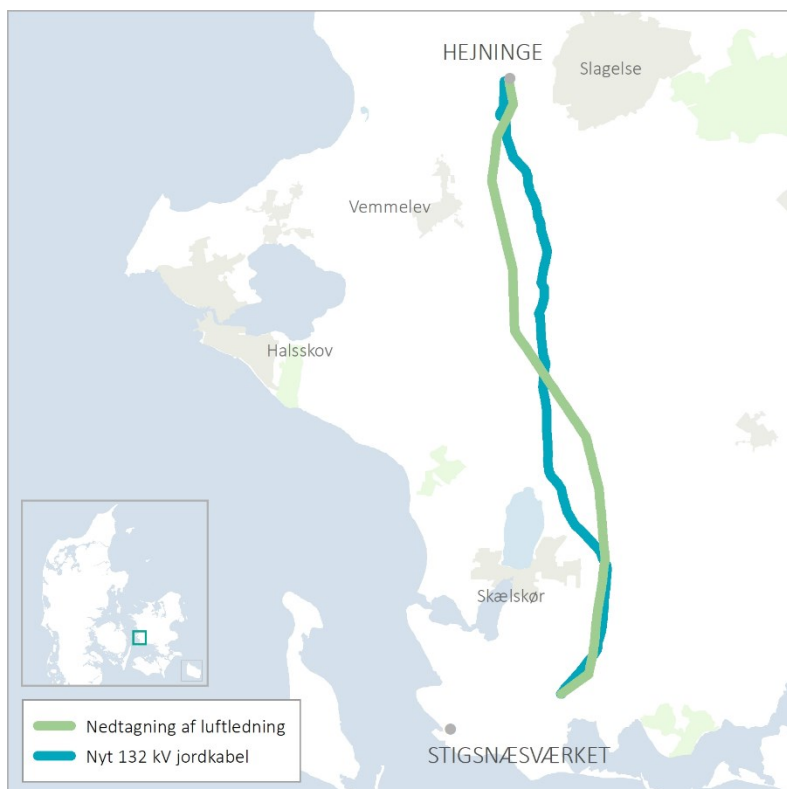 HEJNINGE
Slagelse
Vemmelev
Halsskov
Skælskør
STIGSNÆSVÆRKET
Nedtagning af luftledning
Nyt 132 kV jordkabel